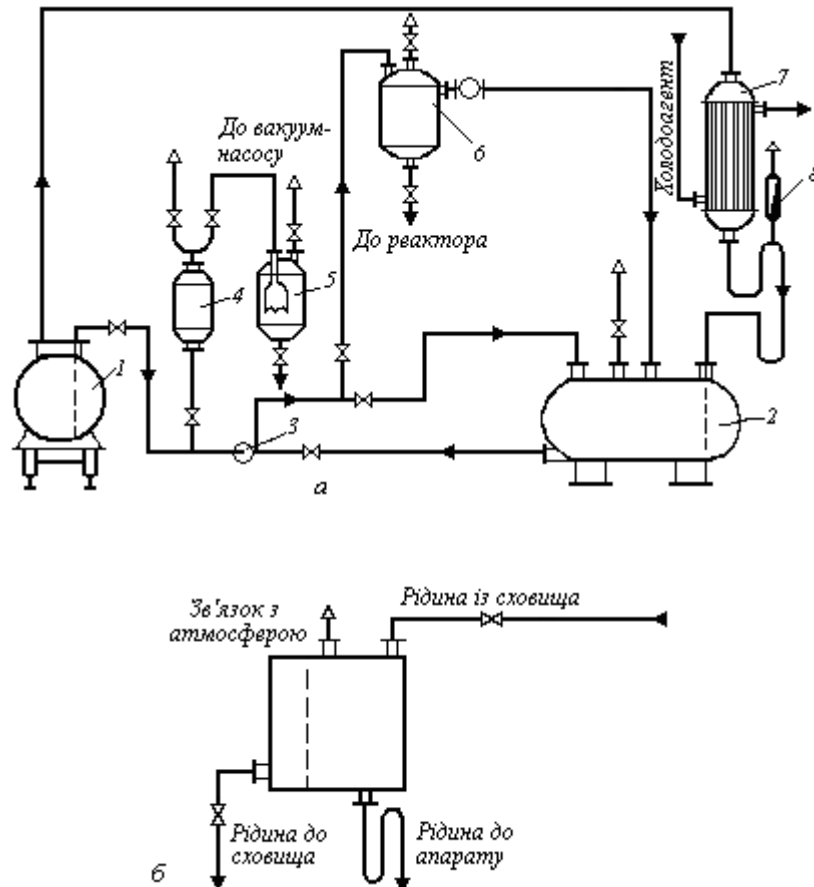 7
До вакуум-
насосу
6
Холодоагент
8
До реактора
4
5
1
3
2
а
Зв'язок з
атмосферою
Рідина із сховища
Рідина до
сховища
Рідина до
апарату
б